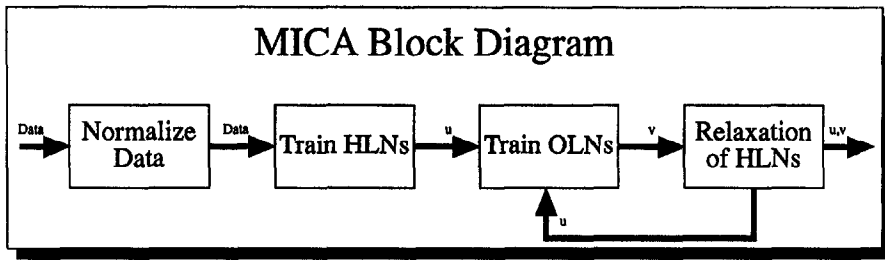 MICA Block Diagram
Data
Normalize
Data
Data
Train HLNs
u
Train OLNs
v
Relaxation
of HLNs
u,v
u